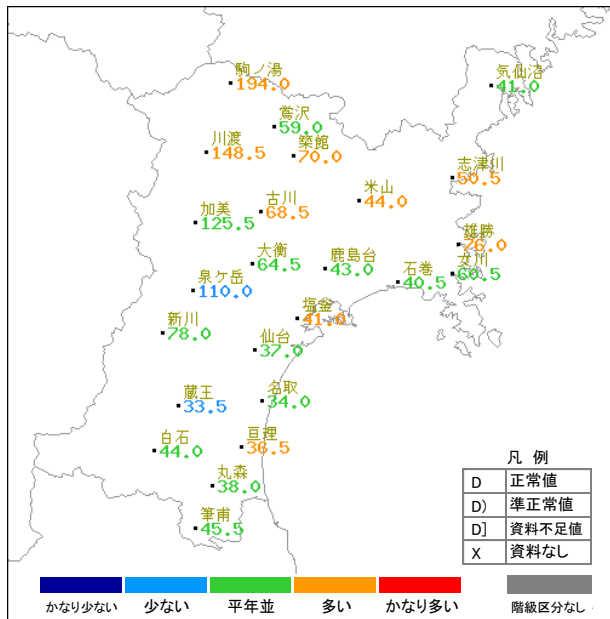 駒ノ湯
194.0
気仙沼
41.0
鶯沢
59.0
川渡
148.5
築館
70.0
志津川
50.5
米山
44.0
古川
68.5
加美
125.5
雄勝
76.0
大衡
64.5
鹿島台
43.0
女川
60.5
石巻
40.5
泉ケ岳
110.0
塩釜
41.0
新川
78.0
仙台
37.0
蔵王
33.5
名取
34.0
白石
44.0
亘理
36.5
丸森
38.0
筆甫
45.5
凡 例
D 正常値
D) 準正常値
D] 資料不足値
X 資料なし
かなり少ない 少ない 平年並 多い かなり多い 階級区分なし